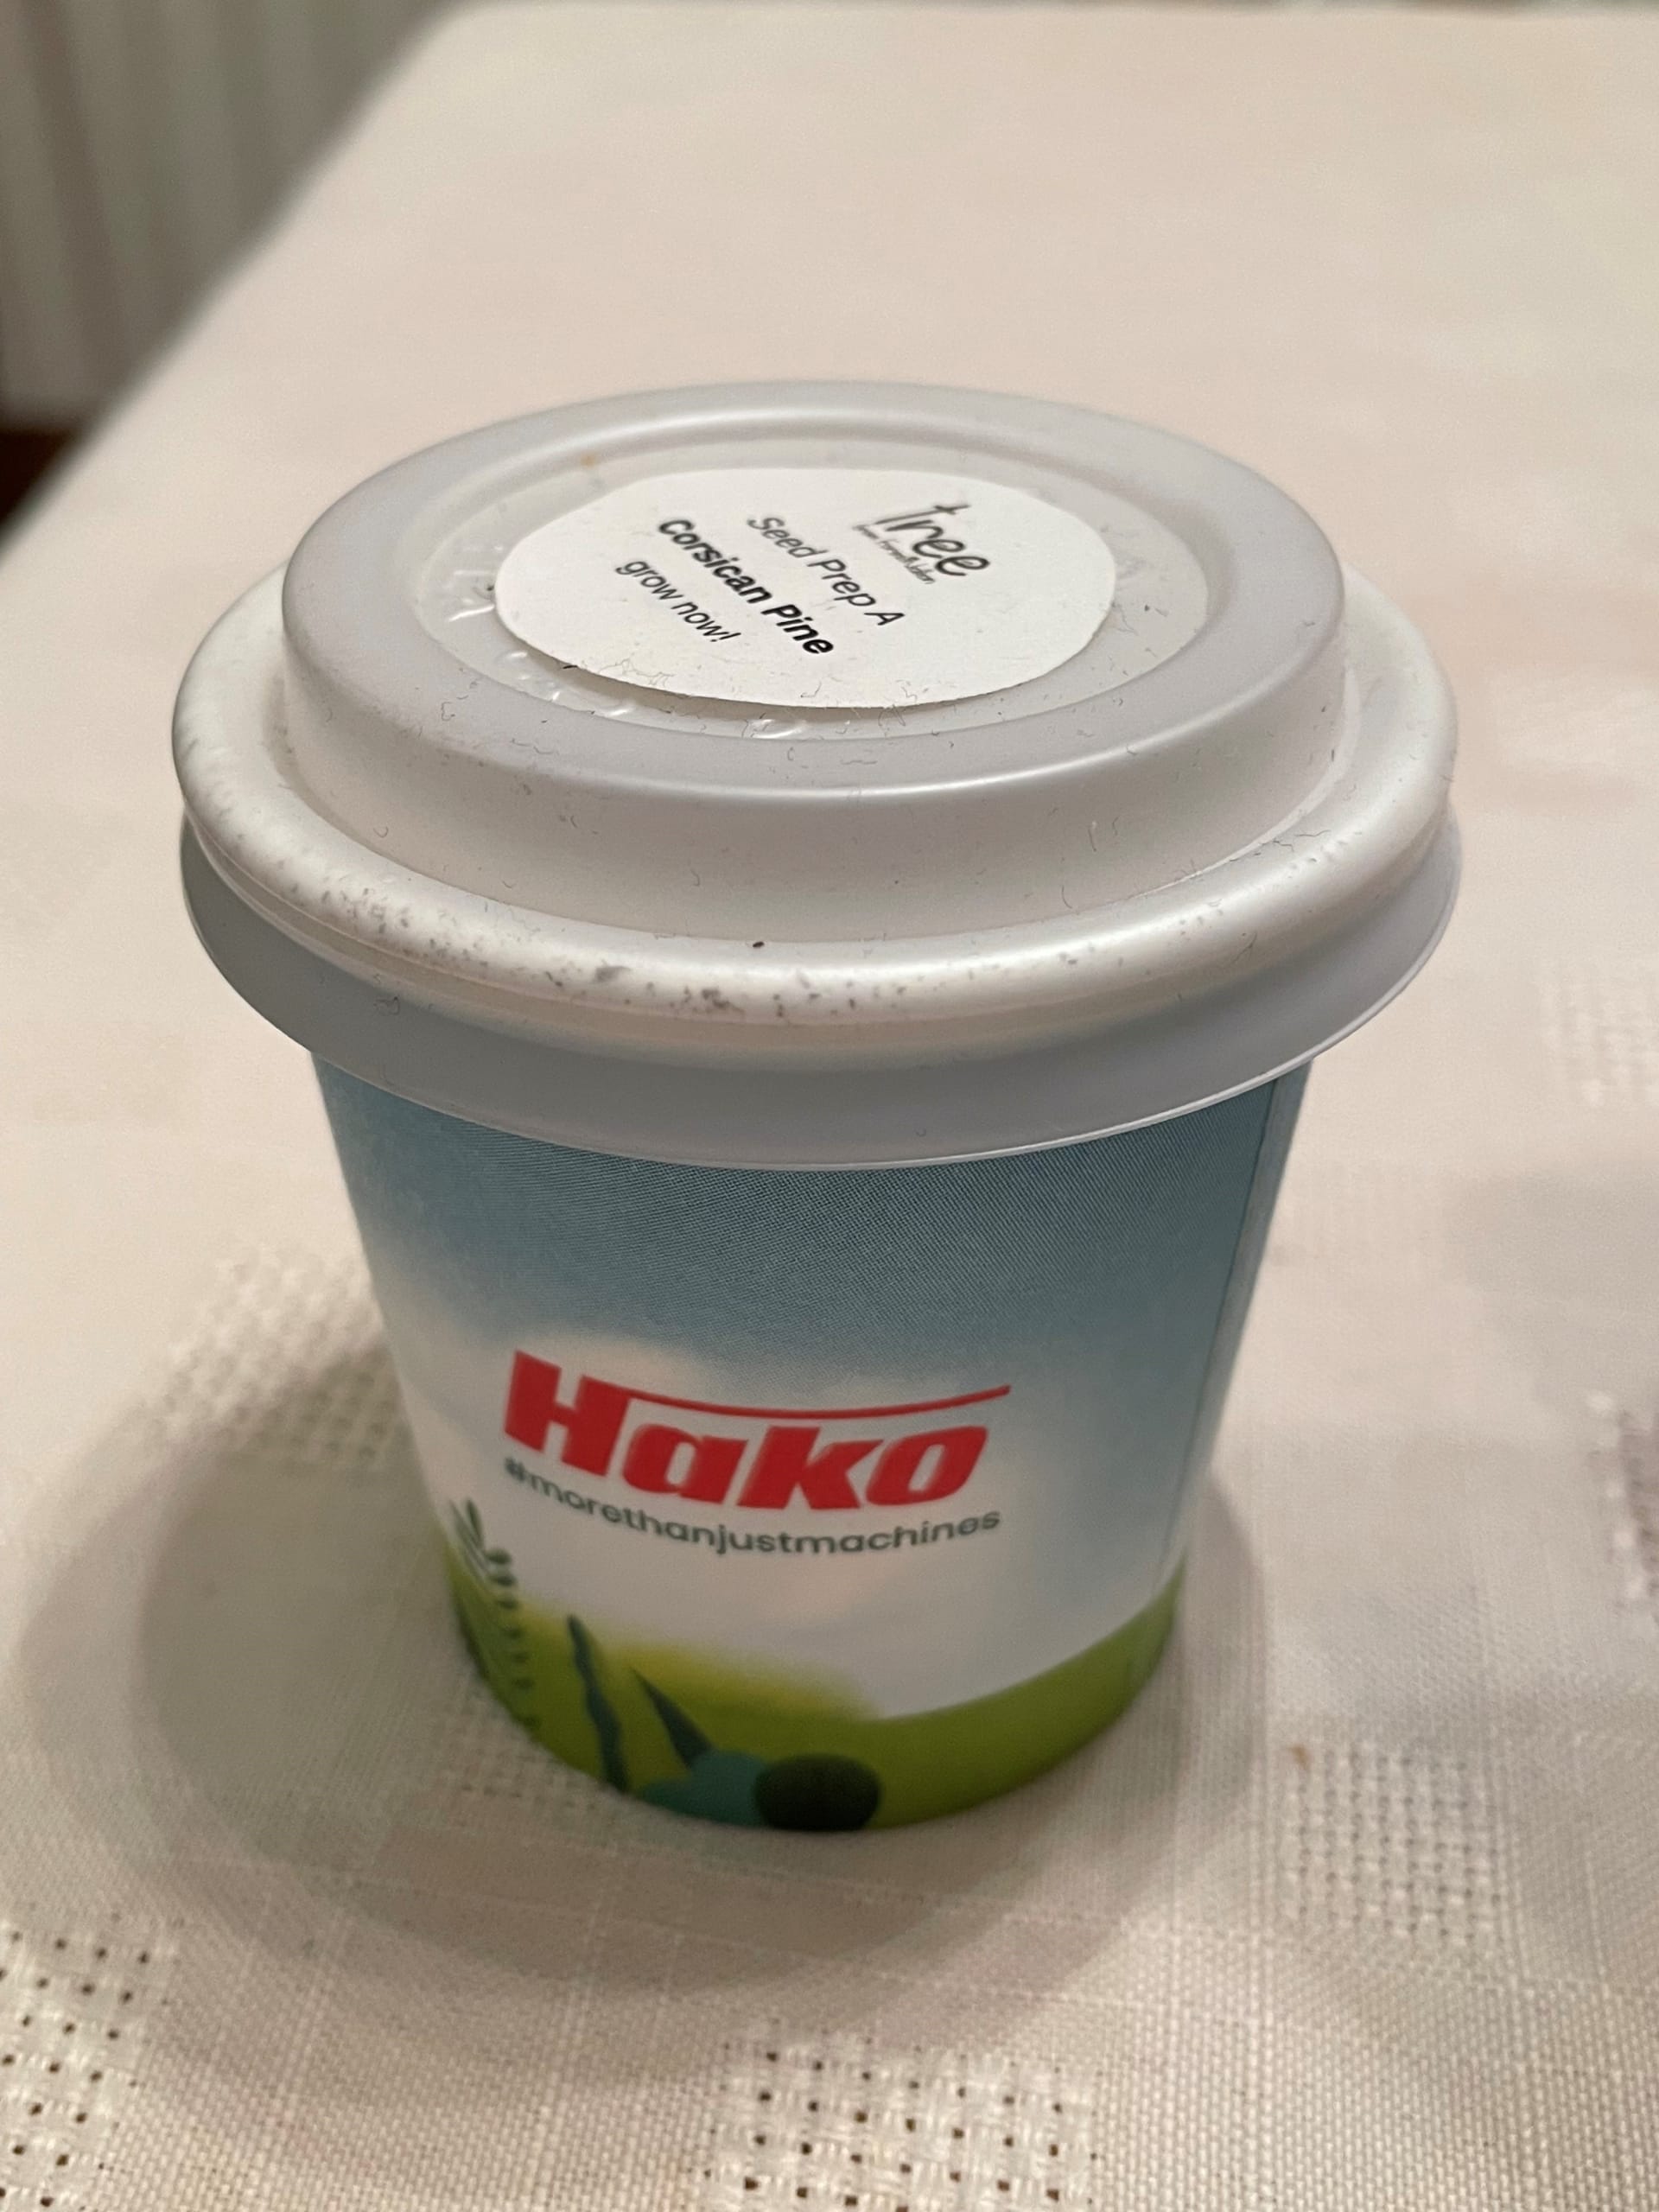 tree
Seed Prep A
Corsican Pine
grow now!
Hako
#morethanjustmachines